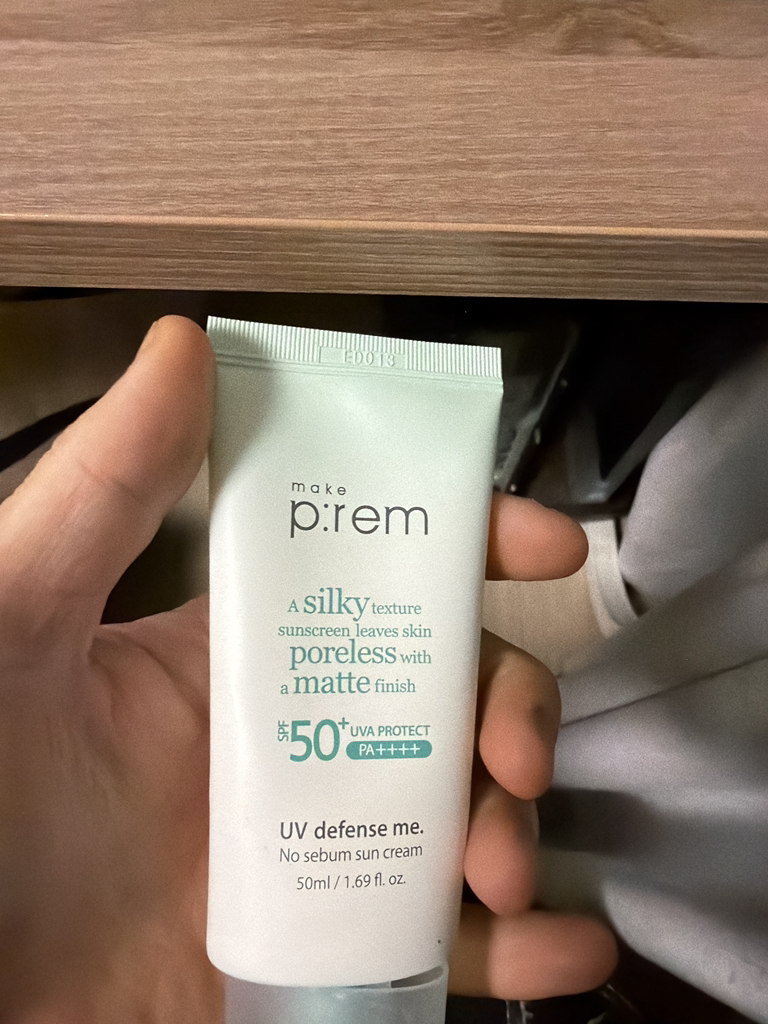 ED013
make
p:rem
A silky texture
sunscreen leaves skin
poreless with
a matte finish
SPF 50+ UVA PROTECT
PA++++
UV defense me.
No sebum sun cream
50ml / 1.69 fl. oz.